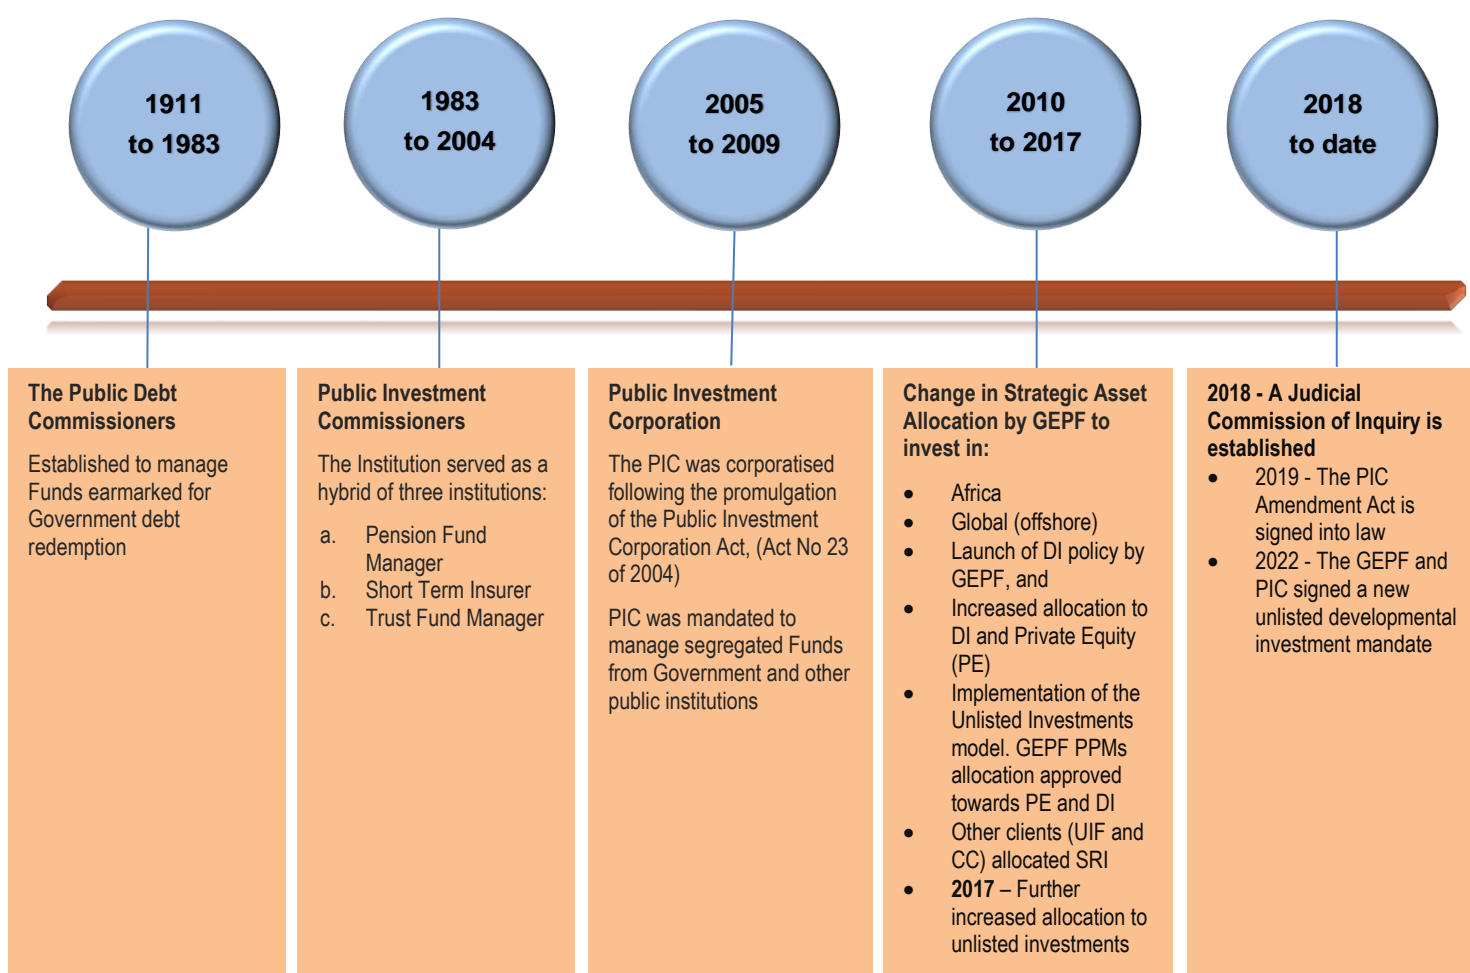 1911
to 1983
1983
to 2004
2005
to 2009
2010
to 2017
2018
to date
The Public Debt
Commissioners
Established to manage
Funds earmarked for
Government debt
redemption
Public Investment
Commissioners
The Institution served as a
hybrid of three institutions:
a. Pension Fund
Manager
b. Short Term Insurer
c. Trust Fund Manager
Public Investment
Corporation
The PIC was corporatised
following the promulgation
of the Public Investment
Corporation Act, (Act No 23
of 2004)
PIC was mandated to
manage segregated Funds
from Government and other
public institutions
Change in Strategic Asset
Allocation by GEPF to
invest in:
• Africa
• Global (offshore)
• Launch of DI policy by
GEPF, and
• Increased allocation to
DI and Private Equity
(PE)
• Implementation of the
Unlisted Investments
model. GEPF PPMs
allocation approved
towards PE and DI
• Other clients (UIF and
CC) allocated SRI
• 2017 – Further
increased allocation to
unlisted investments
2018 - A Judicial
Commission of Inquiry is
established
• 2019 - The PIC
Amendment Act is
signed into law
• 2022 - The GEPF and
PIC signed a new
unlisted developmental
investment mandate